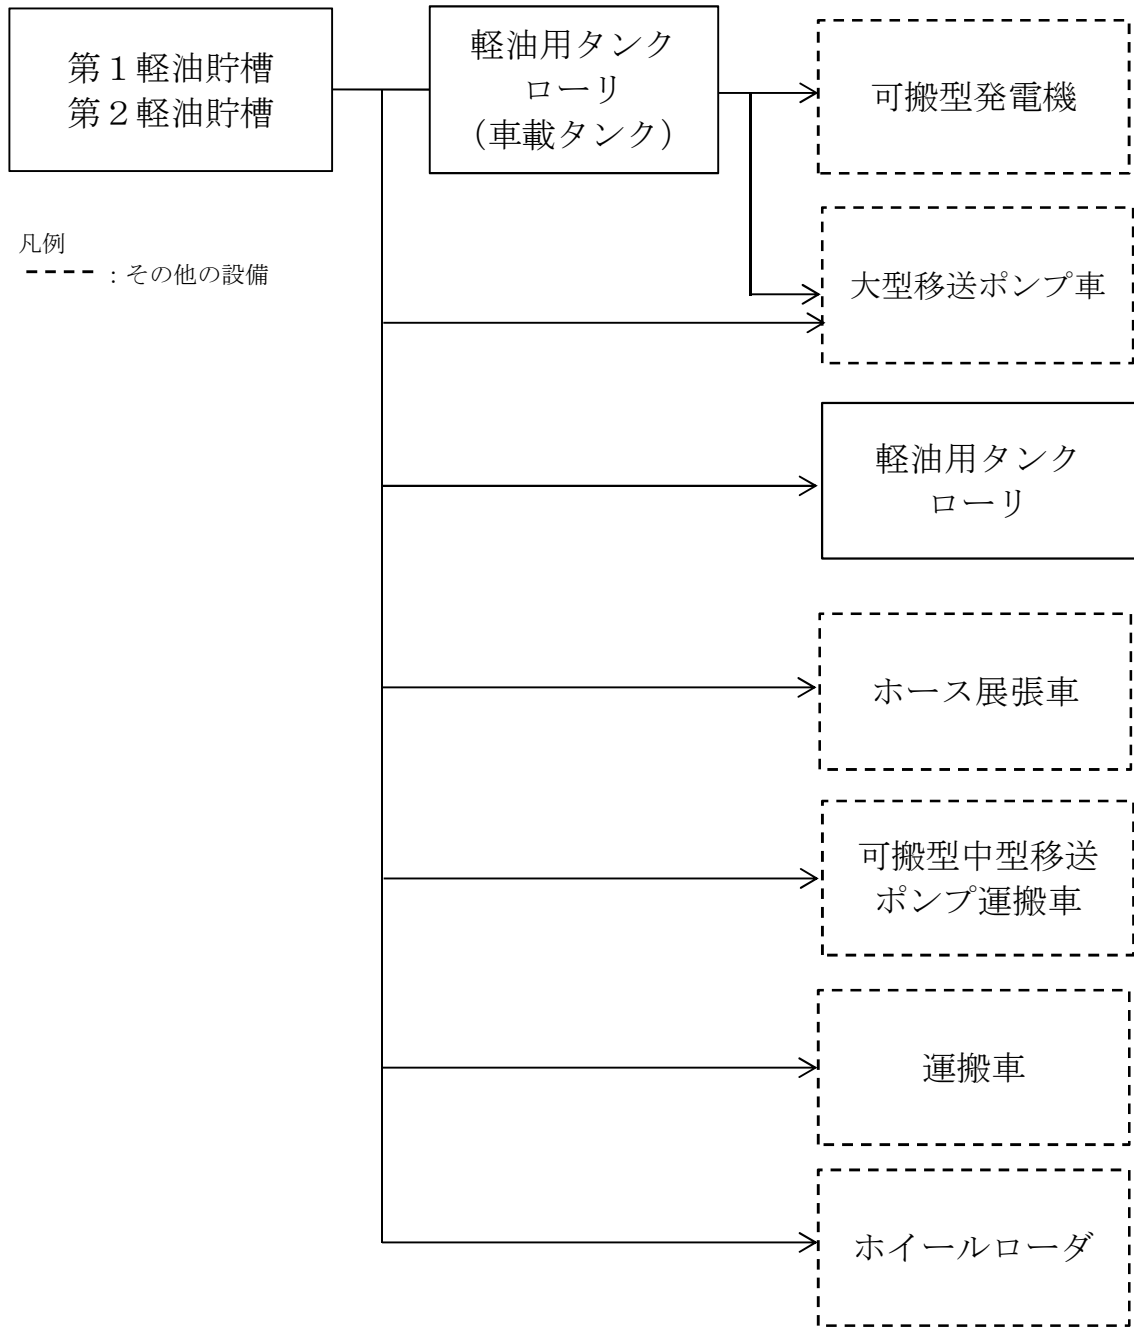 第１軽油貯槽
第２軽油貯槽
軽油用タンク
ローリ
（車載タンク）
可搬型発電機
凡例
：その他の設備
大型移送ポンプ車
軽油用タンク
ローリ
ホース展張車
可搬型中型移送
ポンプ運搬車
運搬車
ホイールローダ